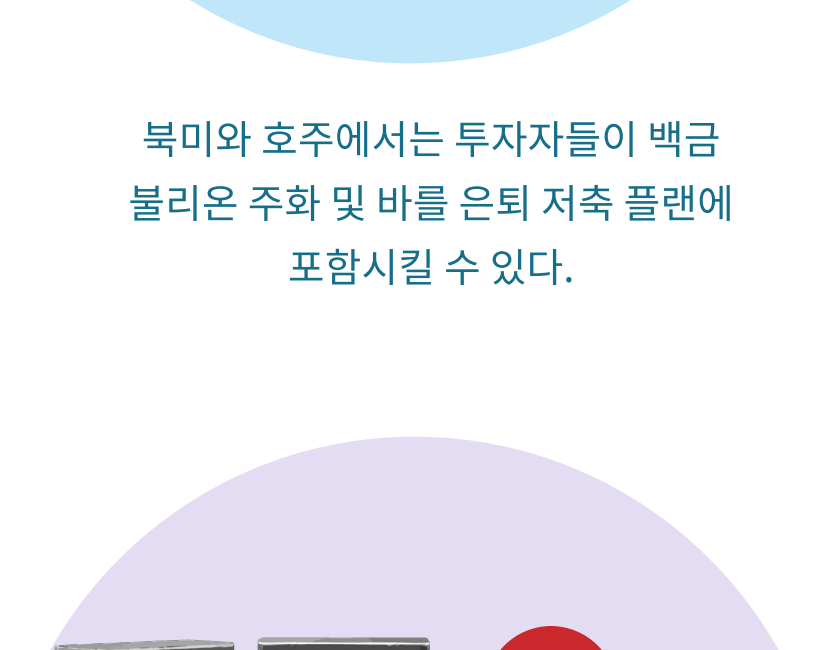 북미와 호주에서는 투자자들이 백금
불리온 주화 및 바를 은퇴 저축 플랜에
포함시킬 수 있다.